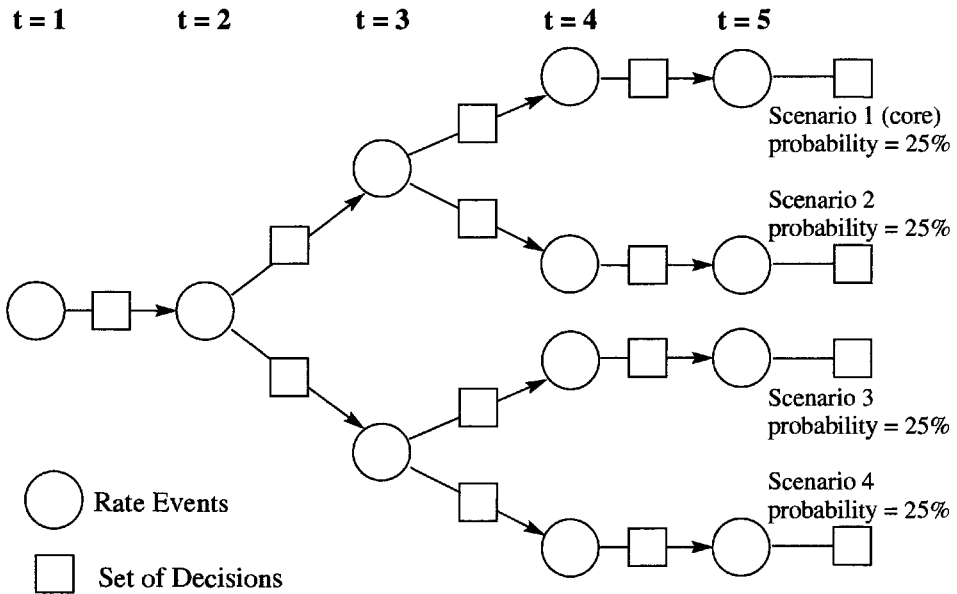 t = 1
t = 2
t = 3
t = 4
t = 5
Scenario 1 (core)
probability = 25%
Scenario 2
probability = 25%
Scenario 3
probability = 25%
Scenario 4
probability = 25%
Rate Events
Set of Decisions